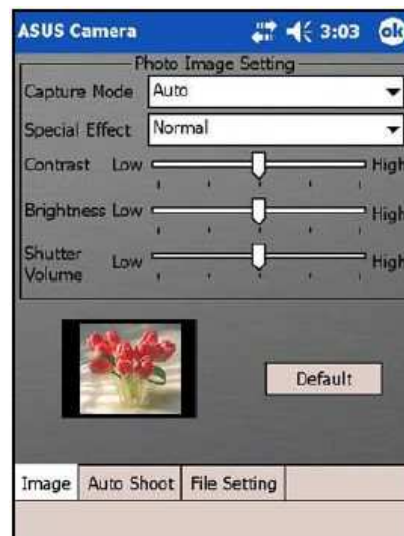 ASUS Camera 3:03 ok
Photo Image Setting
Capture Mode Auto
Special Effect Normal
Contrast Low High
Brightness Low High
Shutter Volume Low High
Default
Image Auto Shoot File Setting